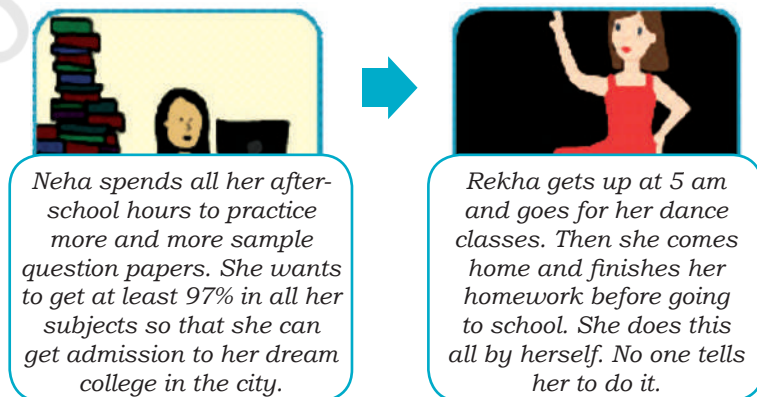 Neha spends all her after-
school hours to practice
more and more sample
question papers. She wants
to get at least 97% in all her
subjects so that she can
get admission to her dream
college in the city.
Rekha gets up at 5 am
and goes for her dance
classes. Then she comes
home and finishes her
homework before going
to school. She does this
all by herself. No one tells
her to do it.